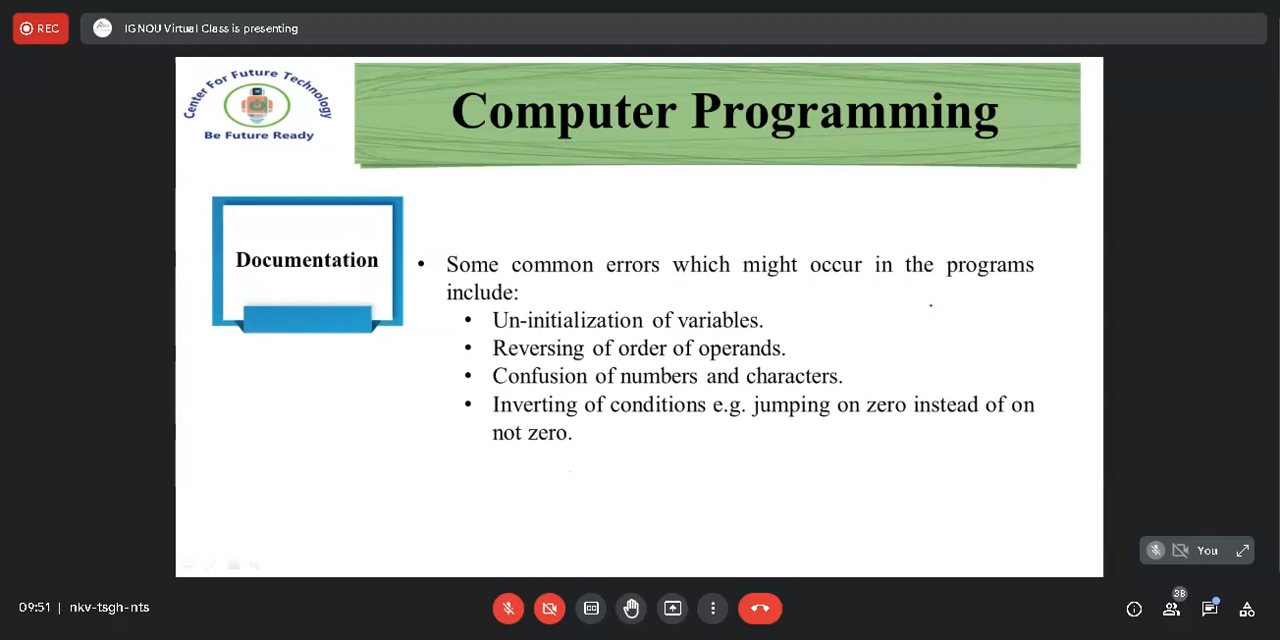 REC
IGNOU Virtual Class is presenting
Center For Future Technology
Be Future Ready
Computer Programming
Documentation
• Some common errors which might occur in the programs
include:
• Un-initialization of variables.
• Reversing of order of operands.
• Confusion of numbers and characters.
• Inverting of conditions e.g. jumping on zero instead of on
not zero.
You
09:51 | nkv-tsgh-nts
38